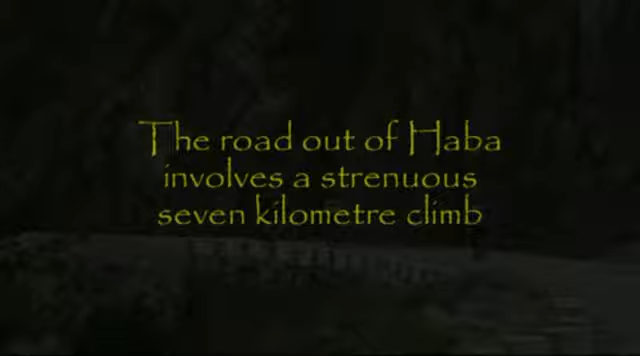 The road out of Haba
involves a strenuous
seven kilometre climb